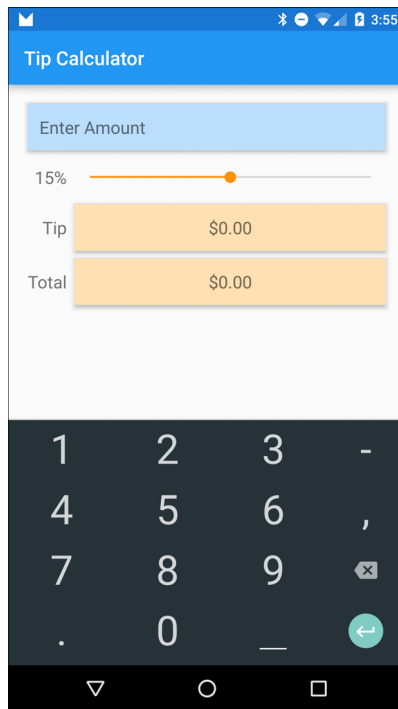 3:55
Tip Calculator
Enter Amount
15%
Tip $0.00
Total $0.00
1 2 3 -
4 5 6 ,
7 8 9
. 0 _